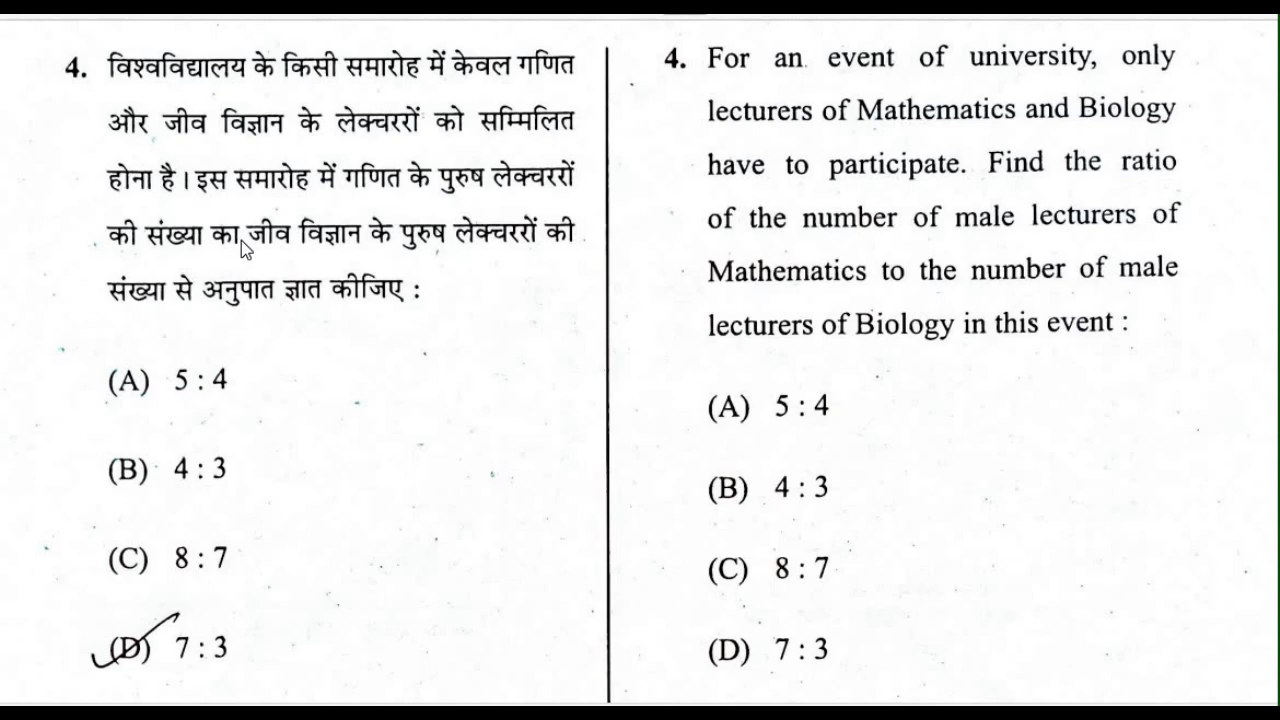 4. विश्वविद्यालय के किसी समारोह में केवल गणित
और जीव विज्ञान के लेक्चररों को सम्मिलित
होना है। इस समारोह में गणित के पुरुष लेक्चररों
की संख्या का जीव विज्ञान के पुरुष लेक्चररों की
संख्या से अनुपात ज्ञात कीजिए :
(A) 5 : 4
(B) 4 : 3
(C) 8 : 7
(D) 7 : 3
4. For an event of university, only
lecturers of Mathematics and Biology
have to participate. Find the ratio
of the number of male lecturers of
Mathematics to the number of male
lecturers of Biology in this event :
(A) 5 : 4
(B) 4 : 3
(C) 8 : 7
(D) 7 : 3